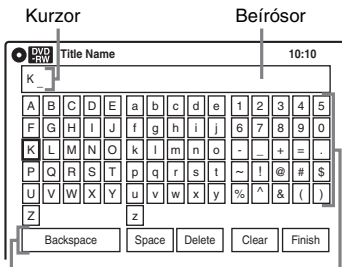 Kurzor Beírósor
DVD -RW Title Name 10:10
K_
A B C D E a b c d e 1 2 3 4 5
F G H I J f g h i j 6 7 8 9 0
K L M N O k l m n o - _ + = .
P Q R S T p q r s t ~ ! @ # $
U V W X Y u v w x y % ^ & ( )
Z z
Backspace Space Delete Clear Finish